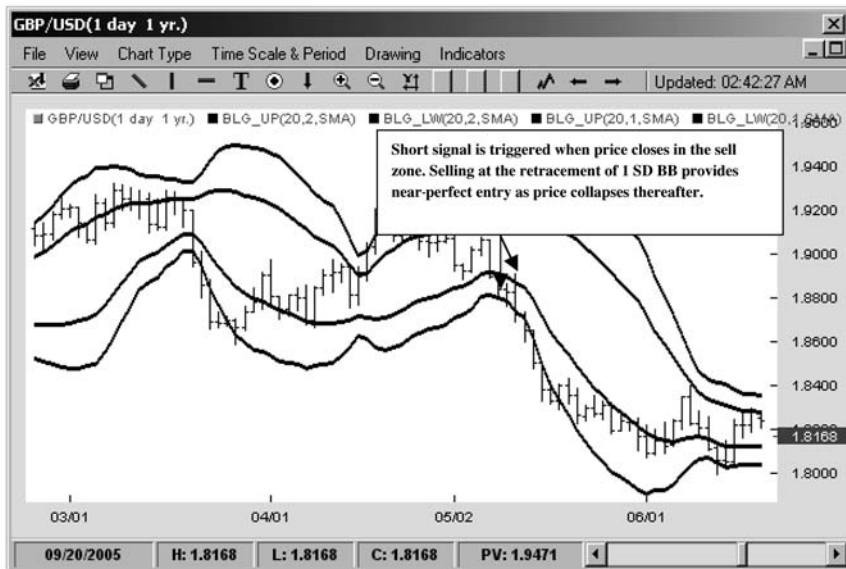 GBP/USD(1 day 1 yr.)
File View Chart Type Time Scale & Period Drawing Indicators
T Updated: 02:42:27 AM
GBP/USD(1 day 1 yr.) BLG_UP(20,2,SMA) BLG_LW(20,2,SMA) BLG_UP(20,1,SMA) BLG_LW(20,1,SMA)
Short signal is triggered when price closes in the sell
zone. Selling at the retracement of 1 SD BB provides
near-perfect entry as price collapses thereafter.
1.9400
1.9200
1.9000
1.8800
1.8600
1.8400
1.8168
1.8000
03/01 04/01 05/02 06/01
09/20/2005 H: 1.8168 L: 1.8168 C: 1.8168 PV: 1.9471